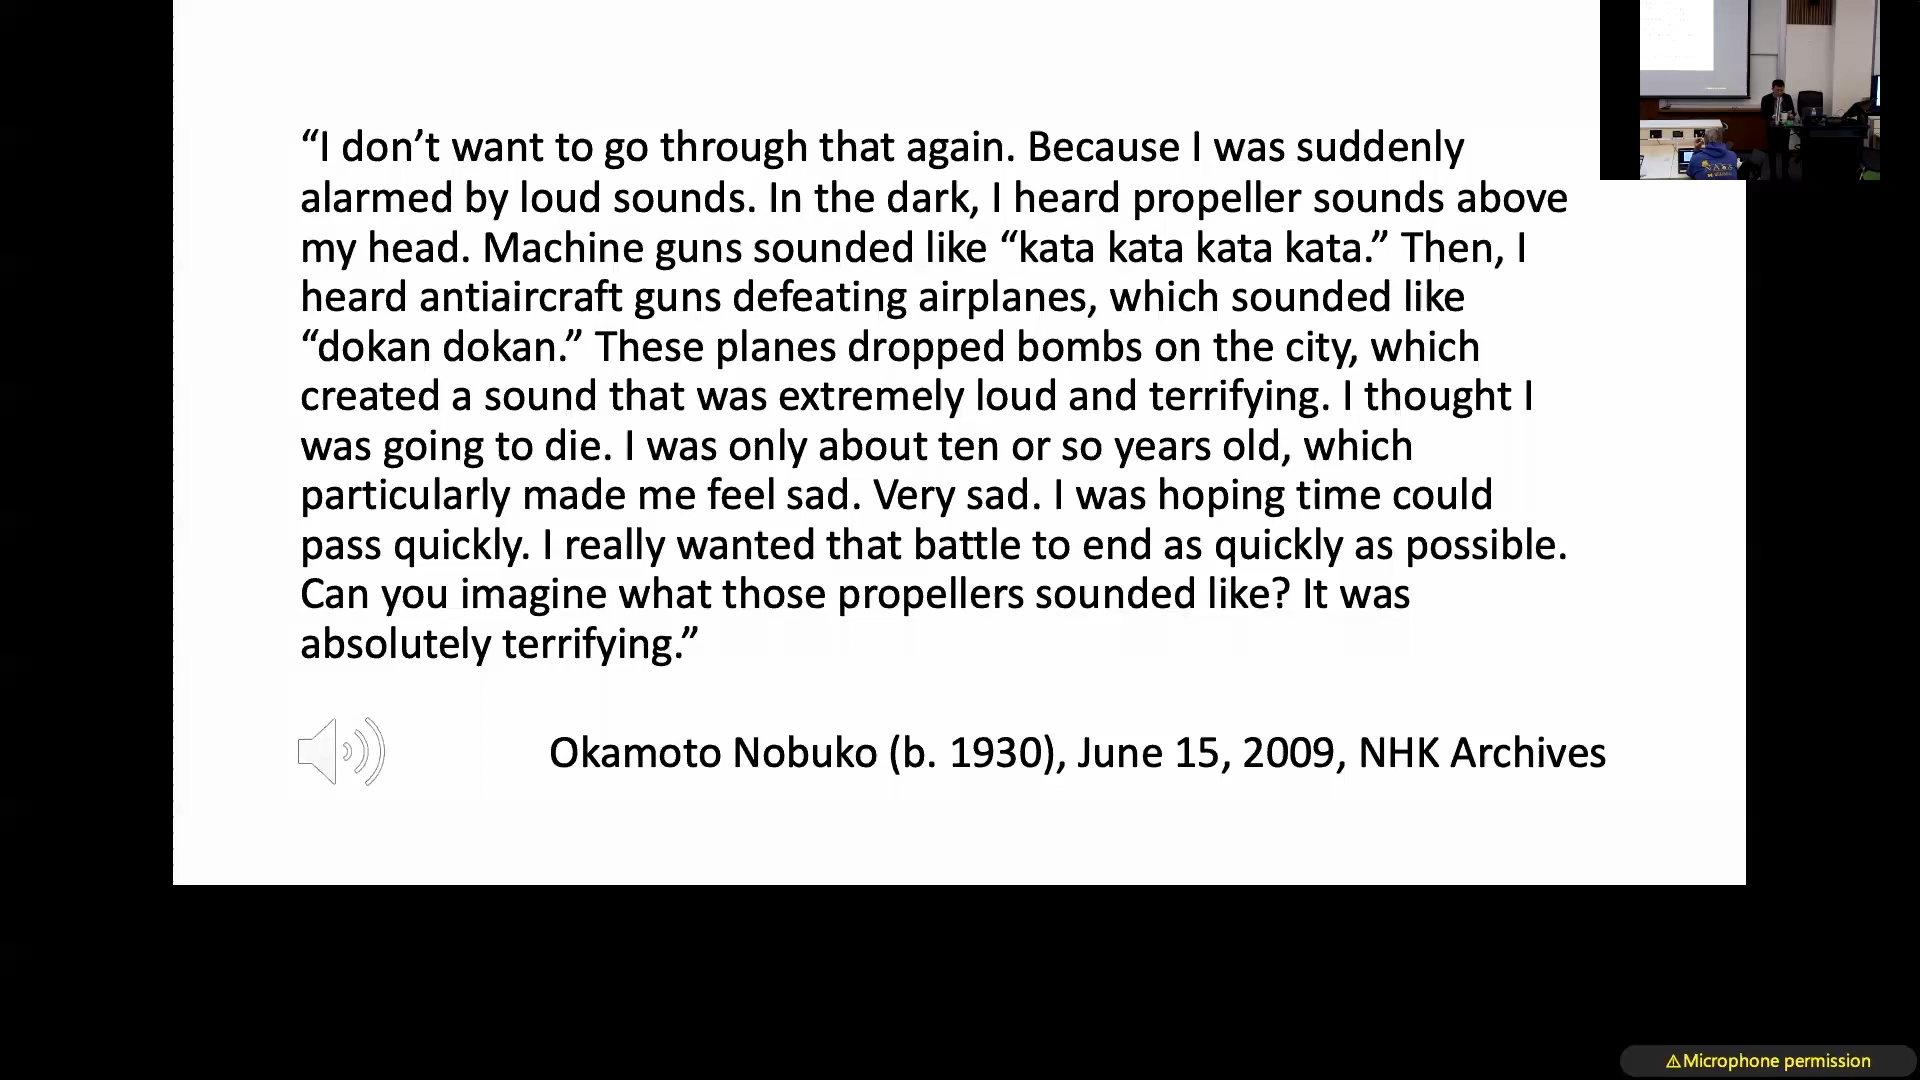 “I don’t want to go through that again. Because I was suddenly
alarmed by loud sounds. In the dark, I heard propeller sounds above
my head. Machine guns sounded like “kata kata kata kata.” Then, I
heard antiaircraft guns defeating airplanes, which sounded like
“dokan dokan.” These planes dropped bombs on the city, which
created a sound that was extremely loud and terrifying. I thought I
was going to die. I was only about ten or so years old, which
particularly made me feel sad. Very sad. I was hoping time could
pass quickly. I really wanted that battle to end as quickly as possible.
Can you imagine what those propellers sounded like? It was
absolutely terrifying.”
Okamoto Nobuko (b. 1930), June 15, 2009, NHK Archives
⚠Microphone permission